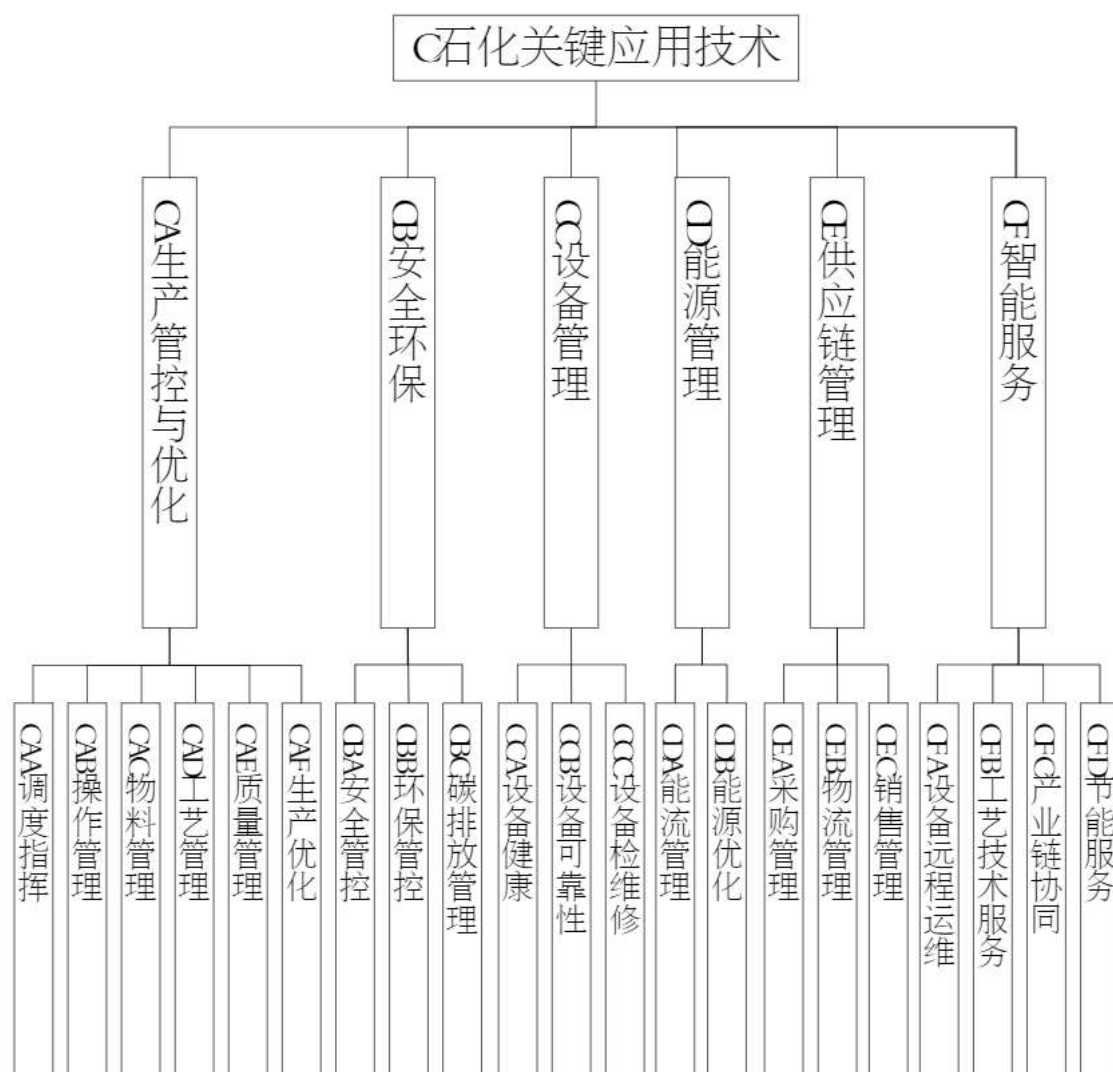 C石化关键应用技术
CA生产管控与优化
CB安全环保
CC设备管理
CD能源管理
CE供应链管理
CF智能服务
CAA调度指挥
CAB操作管理
CAC物料管理
CAD工艺管理
CAE质量管理
CAF生产优化
CBA安全管控
CBB环保管控
CBC碳排放管理
CCA设备健康
CCB设备可靠性
CCC设备检维修
CDA能流管理
CDB能源优化
CEA采购管理
CEB物流管理
CEC销售管理
CFA设备远程运维
CFB工艺技术服务
CFC产业链协同
CFD节能服务